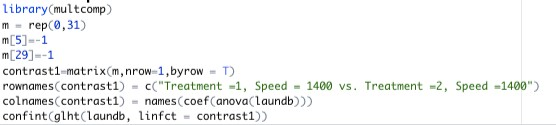 library(multcomp)
m = rep(0,31)
m[5]=-1
m[29]=-1
contrast1=matrix(m,nrow=1,byrow = T)
rownames(contrast1) = c("Treatment =1, Speed = 1400 vs. Treatment =2, Speed =1400")
colnames(contrast1) = names(coef(anova(laundb)))
confint(glht(laundb, linfct = contrast1))